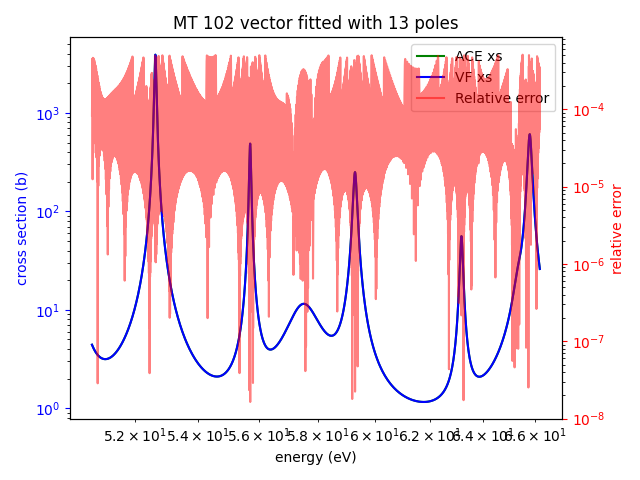 MT 102 vector fitted with 13 poles
ACE xs
VF xs
Relative error
cross section (b)
10³
10²
10¹
10⁰
10⁻⁴
10⁻⁵
10⁻⁶
10⁻⁷
10⁻⁸
relative error
5.2 × 10¹ 5.4 × 10¹ 5.6 × 10¹ 5.8 × 10¹ 6 × 10¹ 6.2 × 10¹ 6.4 × 10¹ 6.6 × 10¹
energy (eV)